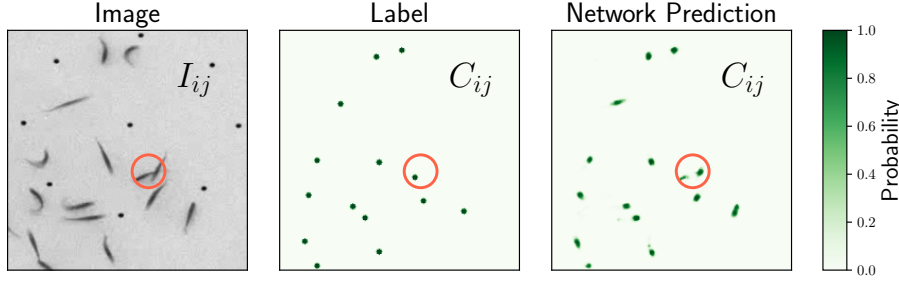 Image
Label
Network Prediction
I_{ij}
C_{ij}
C_{ij}
1.0
0.8
0.6
0.4
0.2
0.0
Probability